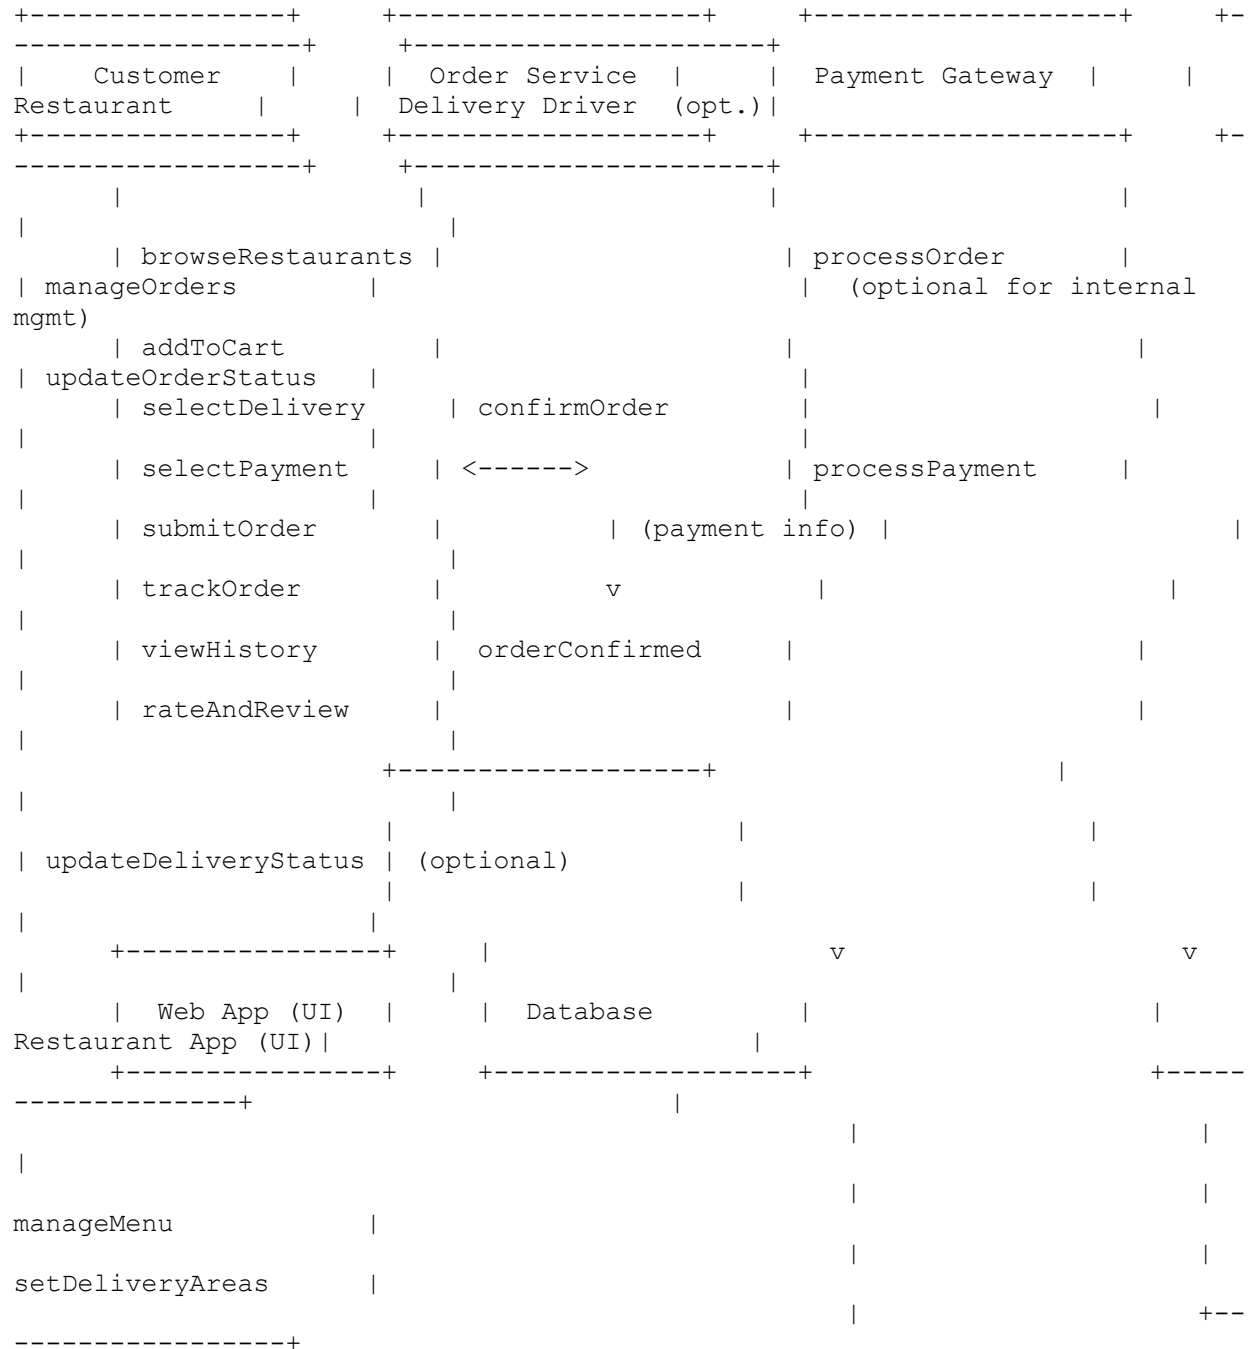 +----------------+ +-------------------+ +-------------------+ +-
------------------+ +----------------------+
| Customer | | Order Service | | Payment Gateway | |
Restaurant | | Delivery Driver (opt.)|
+----------------+ +-------------------+ +-------------------+ +-
------------------+ +----------------------+
| | | |
| |
| browseRestaurants | | processOrder |
| manageOrders | | (optional for internal
mgmt)
| addToCart | | |
| updateOrderStatus | |
| selectDelivery | confirmOrder | |
| | |
| selectPayment | <------> | processPayment |
| | |
| submitOrder | | (payment info) | |
| |
| trackOrder | v | |
| |
| viewHistory | orderConfirmed | |
| |
| rateAndReview | | |
| |
+-------------------+ |
| |
| | |
| updateDeliveryStatus | (optional)
| | |
| |
+----------------+ | v v
| |
| Web App (UI) | | Database | |
Restaurant App (UI)| |
+----------------+ +-------------------+ +-----
--------------+ |
| |
|
| |
manageMenu |
| |
setDeliveryAreas |
| +--
-----------------+